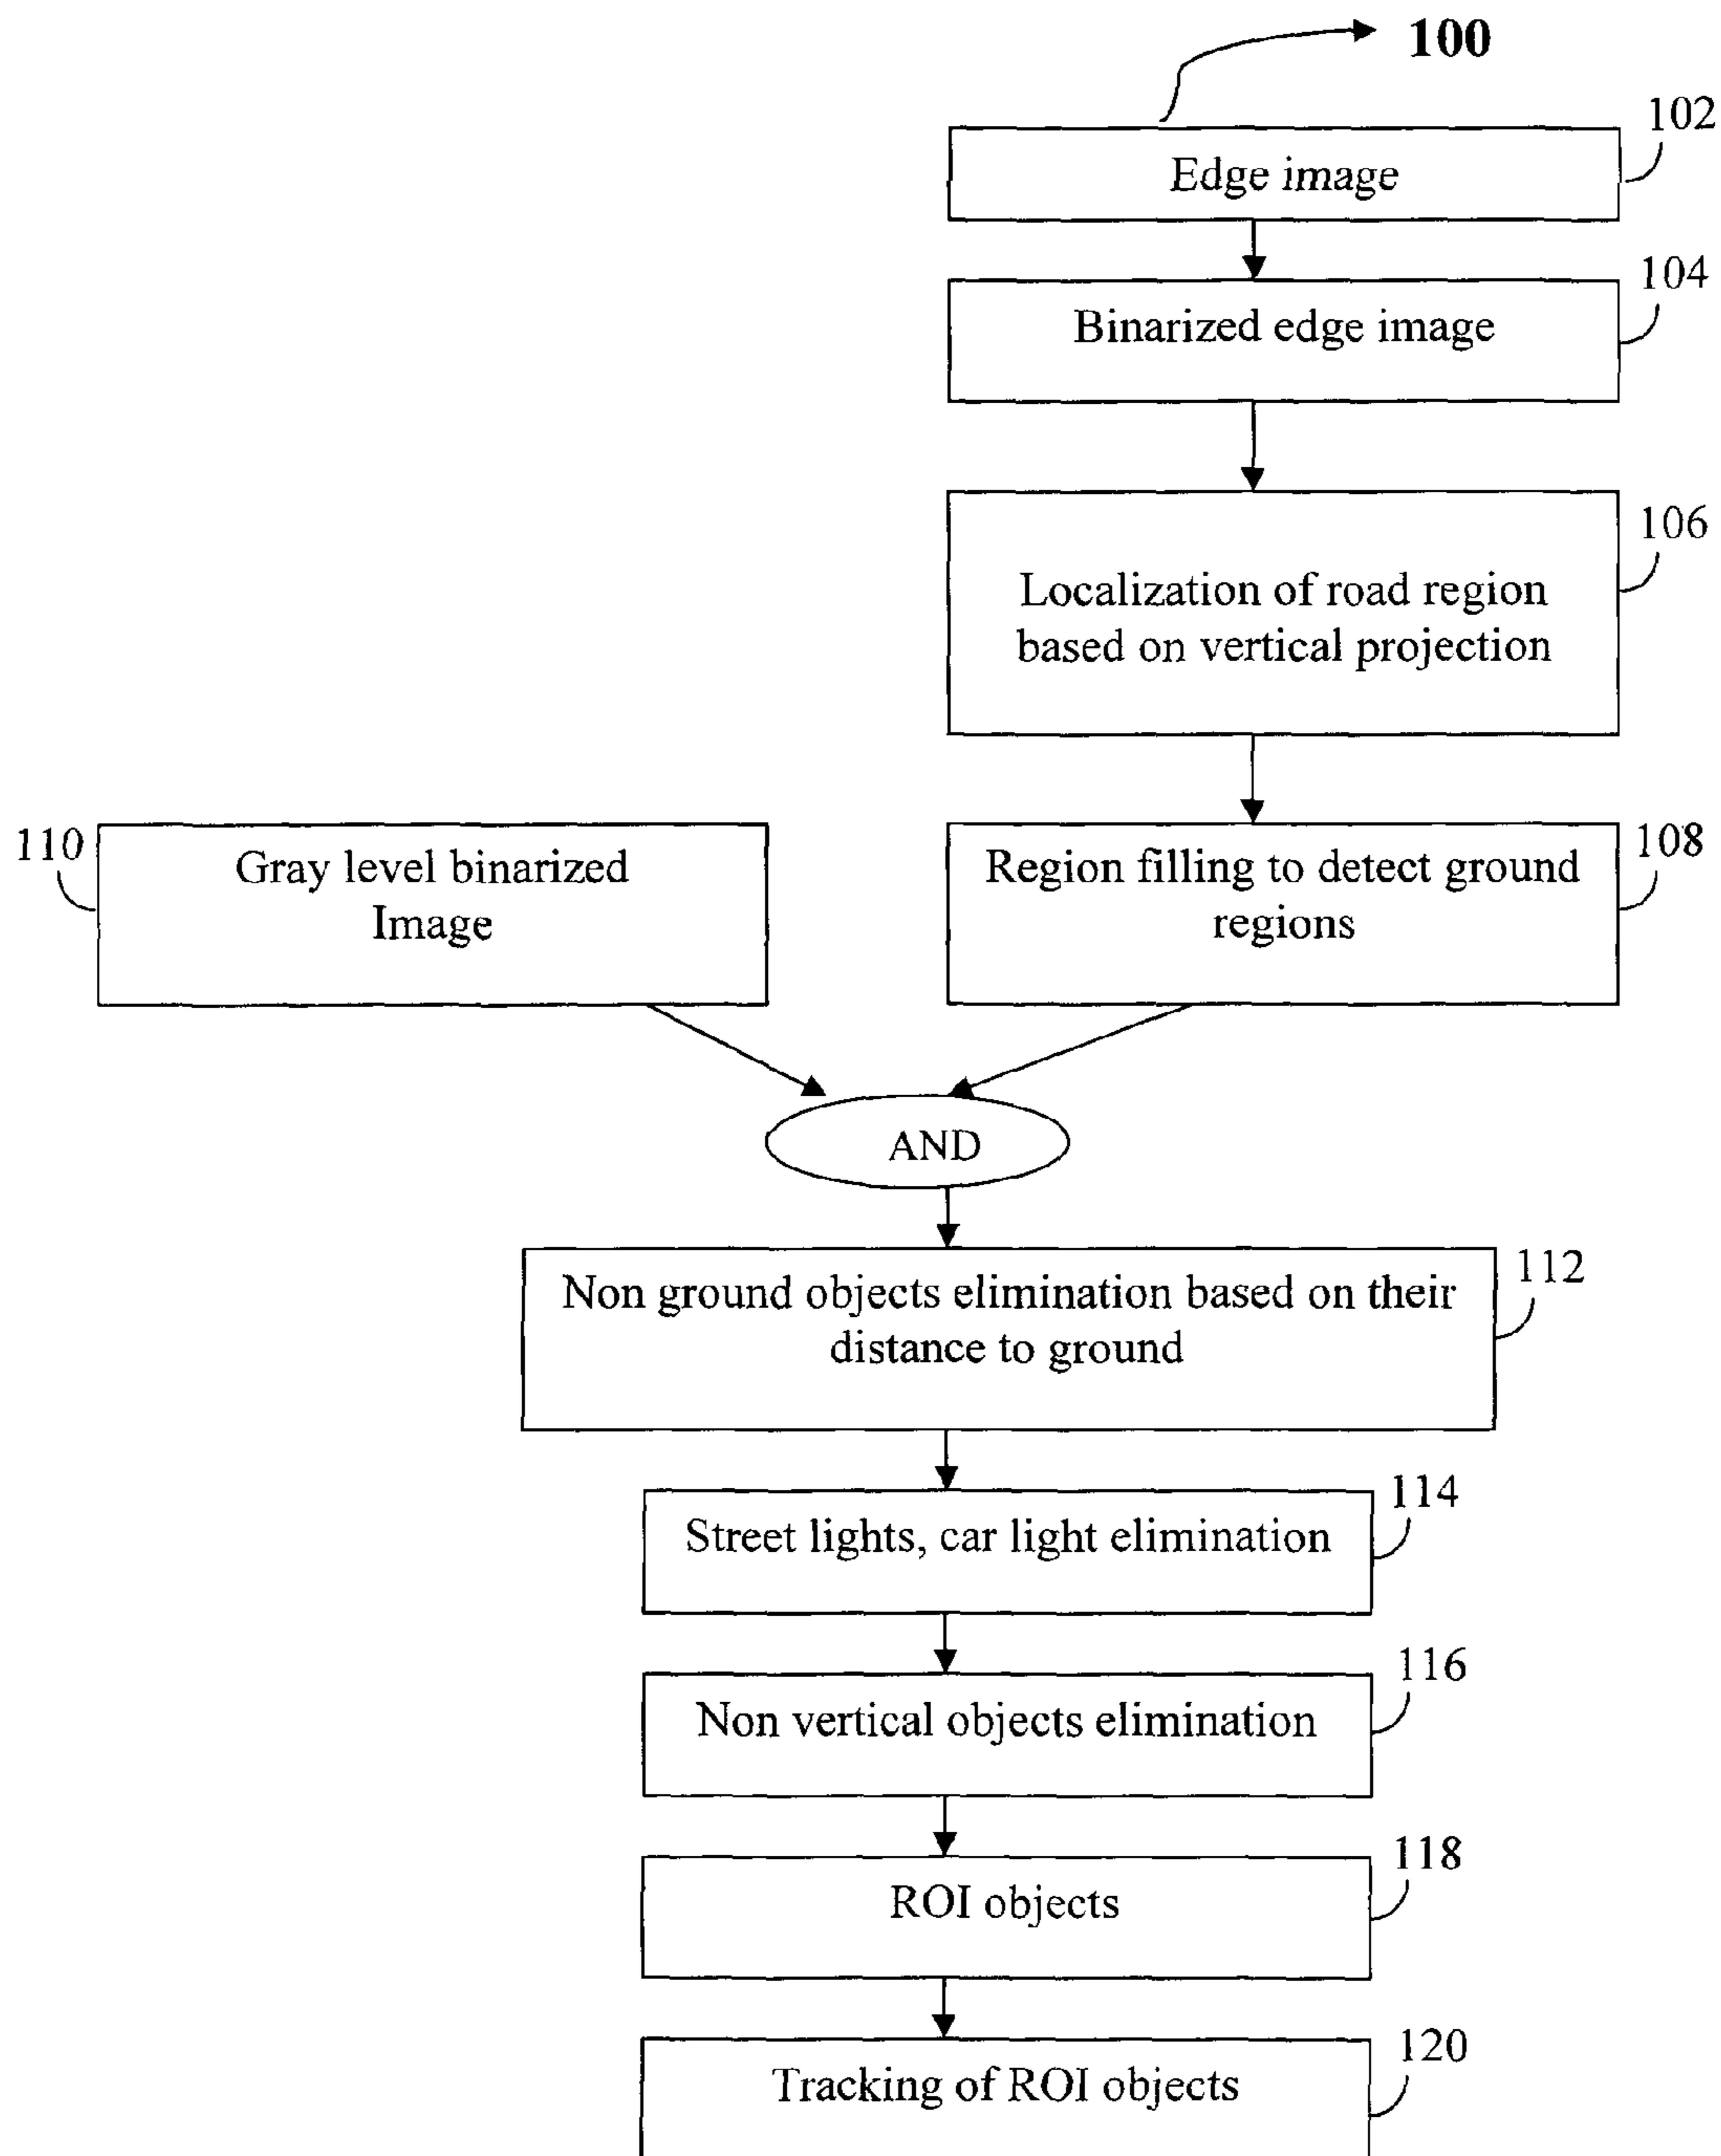 100
102
Edge image
104
Binarized edge image
106
Localization of road region
based on vertical projection
110
Gray level binarized
Image
108
Region filling to detect ground
regions
AND
112
Non ground objects elimination based on their
distance to ground
114
Street lights, car light elimination
116
Non vertical objects elimination
118
ROI objects
120
Tracking of ROI objects